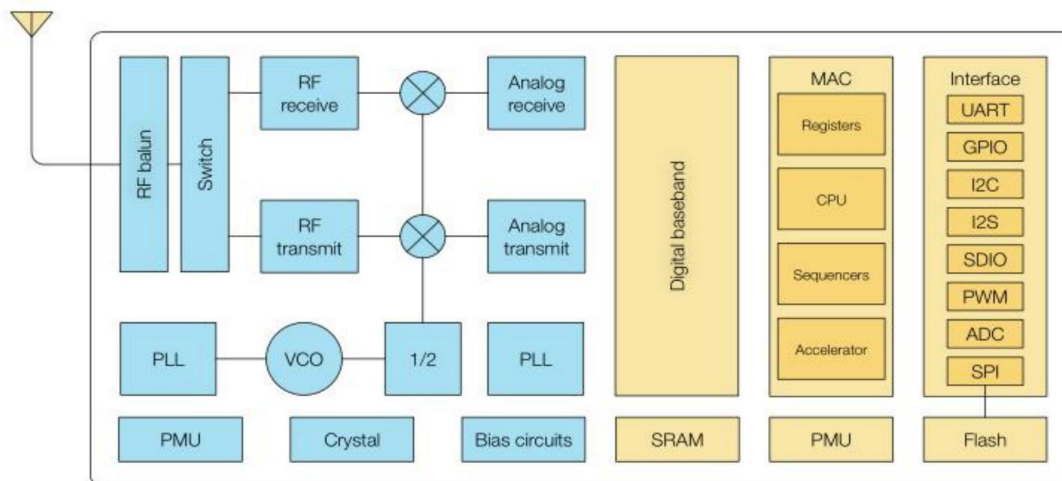 RF balun
Switch
RF
receive
Analog
receive
RF
transmit
Analog
transmit
PLL
VCO
1/2
PLL
PMU
Crystal
Bias circuits
Digital baseband
SRAM
MAC
Registers
CPU
Sequencers
Accelerator
PMU
Interface
UART
GPIO
I2C
I2S
SDIO
PWM
ADC
SPI
Flash